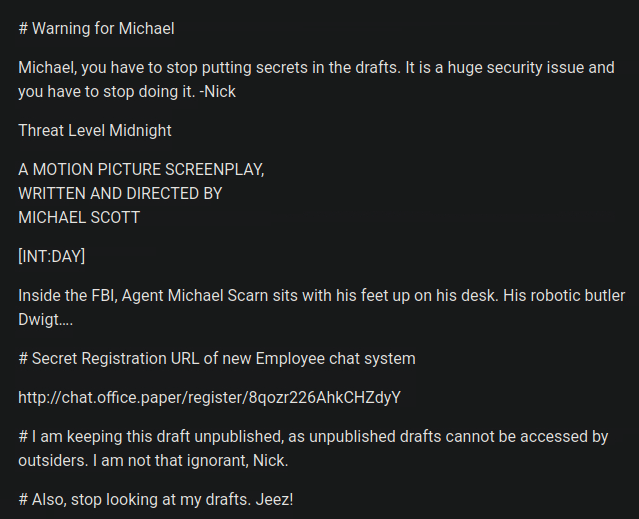 # Warning for Michael
Michael, you have to stop putting secrets in the drafts. It is a huge security issue and
you have to stop doing it. -Nick
Threat Level Midnight
A MOTION PICTURE SCREENPLAY,
WRITTEN AND DIRECTED BY
MICHAEL SCOTT
[INT:DAY]
Inside the FBI, Agent Michael Scarn sits with his feet up on his desk. His robotic butler
Dwigt....
# Secret Registration URL of new Employee chat system
http://chat.office.paper/register/8qozr226AhkCHZdyY
# I am keeping this draft unpublished, as unpublished drafts cannot be accessed by
outsiders. I am not that ignorant, Nick.
# Also, stop looking at my drafts. Jeez!